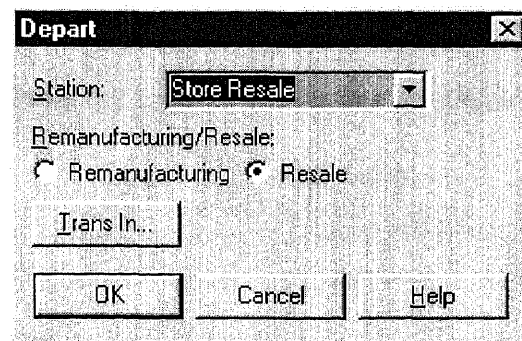 Depart
Station: Store Resale
Remanufacturing/Resale:
Remanufacturing Resale
Trans In...
OK Cancel Help